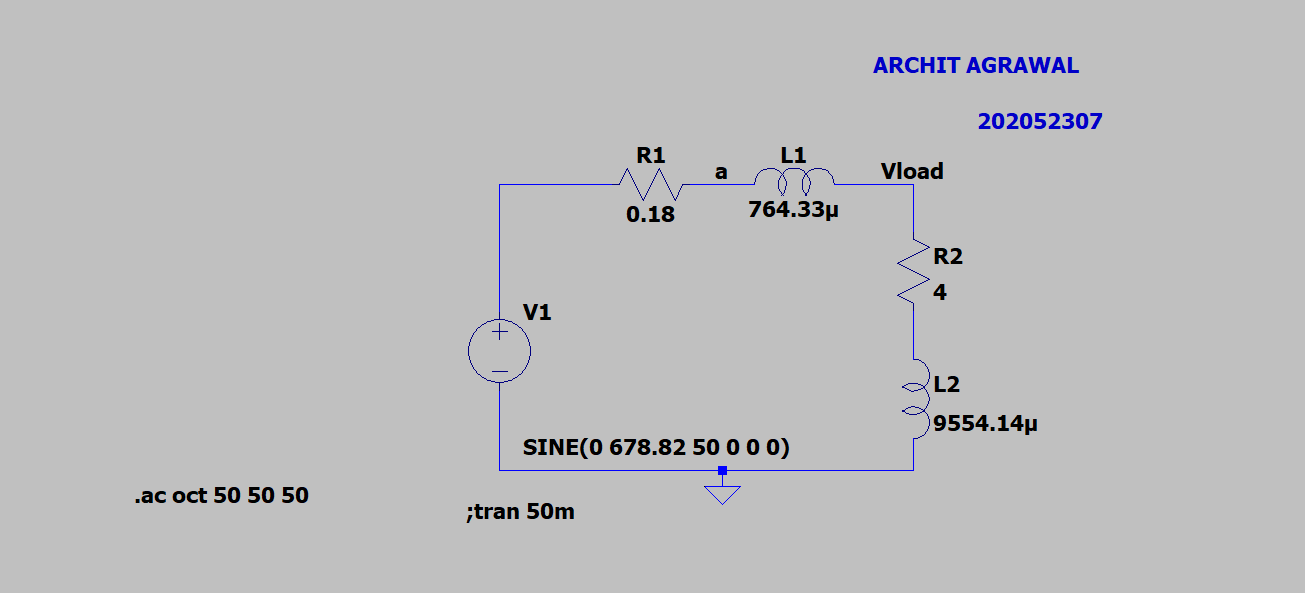 ARCHIT AGRAWAL
202052307
R1
a
L1
Vload
0.18
764.33µ
R2
4
V1
L2
9554.14µ
SINE(0 678.82 50 0 0 0)
.ac oct 50 50 50
;tran 50m